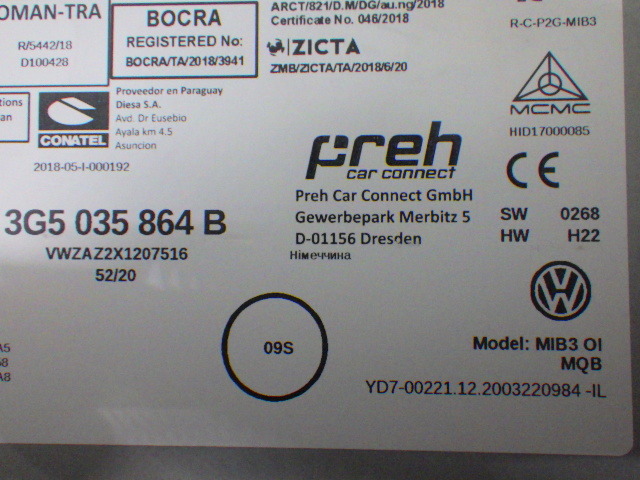 OMAN-TRA
R/5442/18
D100428
BOCRA
REGISTERED No:
BOCRA/TA/2018/3941
ARCT/821/D.M/DG/au.ng/2018
Certificate No. 046/2018
ZICTA
ZMB/ZICTA/TA/2018/6/20
R-C-P2G-MIB3
MCMC
HID17000085
CONATEL
2018-05-I-000192
Proveedor en Paraguay
Diesa S.A.
Avd. Dr Eusebio
Ayala km 4.5
Asuncion
preh
car connect
Preh Car Connect GmbH
Gewerbepark Merbitz 5
D-01156 Dresden
Німеччина
CE
SW 0268
HW H22
3G5 035 864 B
VWZAZ2X1207516
52/20
09S
VW
Model: MIB3 OI
MQB
YD7-00221.12.2003220984 -IL